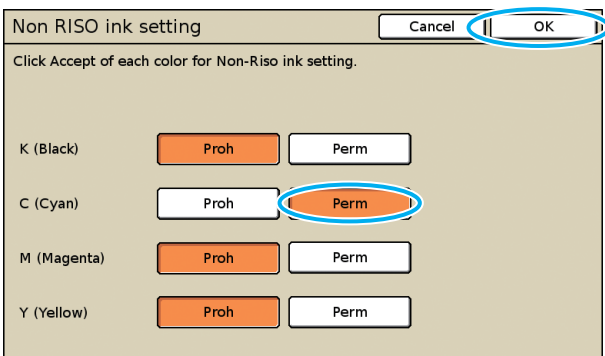 Non RISO ink setting Cancel OK
Click Accept of each color for Non-Riso ink setting.
K (Black) Proh Perm
C (Cyan) Proh Perm
M (Magenta) Proh Perm
Y (Yellow) Proh Perm